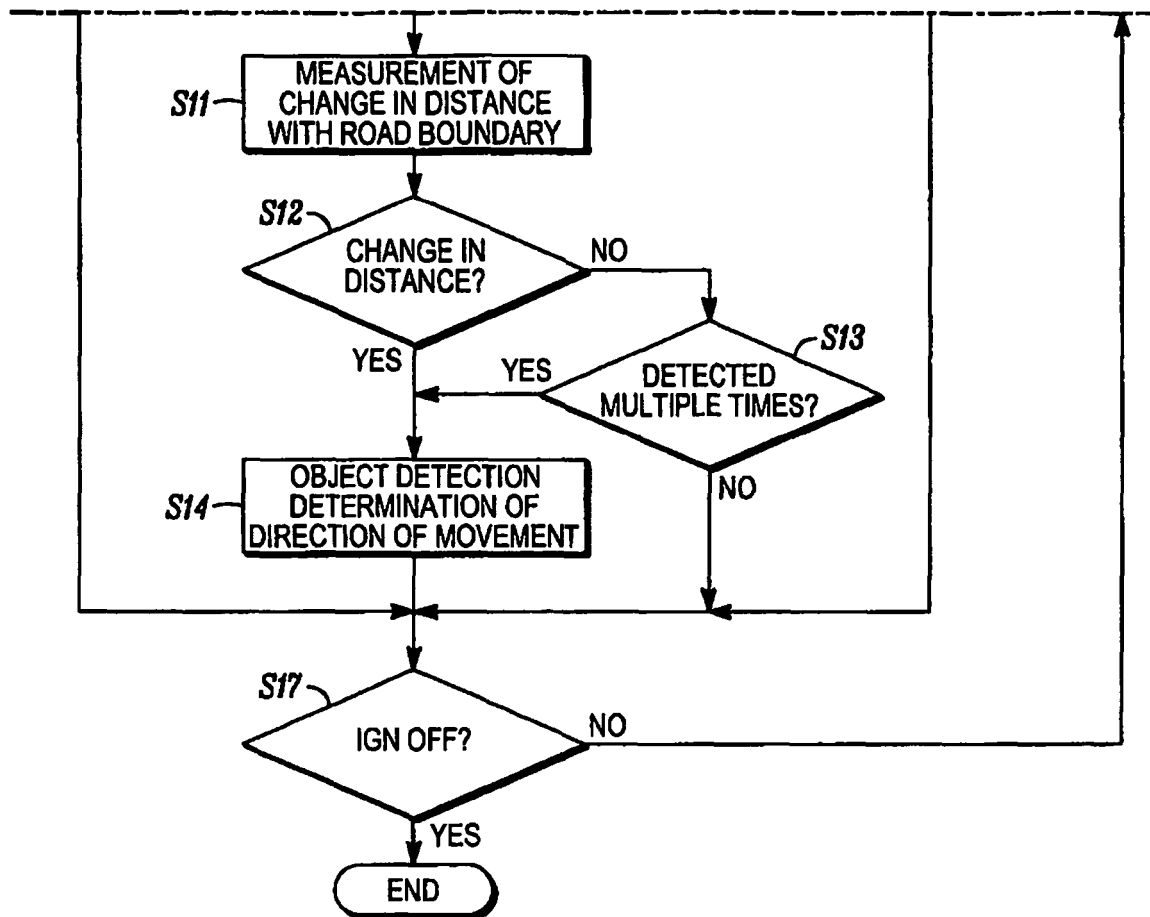 S11
MEASUREMENT OF
CHANGE IN DISTANCE
WITH ROAD BOUNDARY
S12
CHANGE IN
DISTANCE?
NO
YES
S13
DETECTED
MULTIPLE TIMES?
YES
NO
S14
OBJECT DETECTION
DETERMINATION OF
DIRECTION OF MOVEMENT
S17
IGN OFF?
NO
YES
END